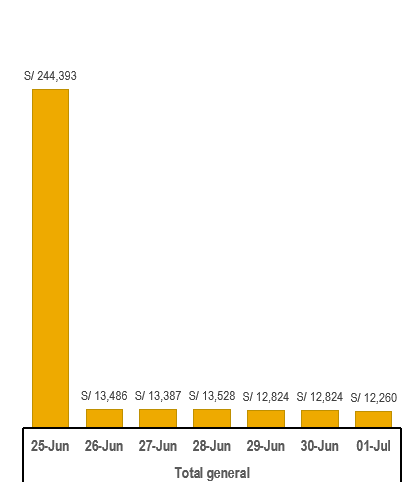 S/ 244,393
S/ 13,486 S/ 13,387 S/ 13,528 S/ 12,824 S/ 12,824 S/ 12,260
25-Jun 26-Jun 27-Jun 28-Jun 29-Jun 30-Jun 01-Jul
Total general